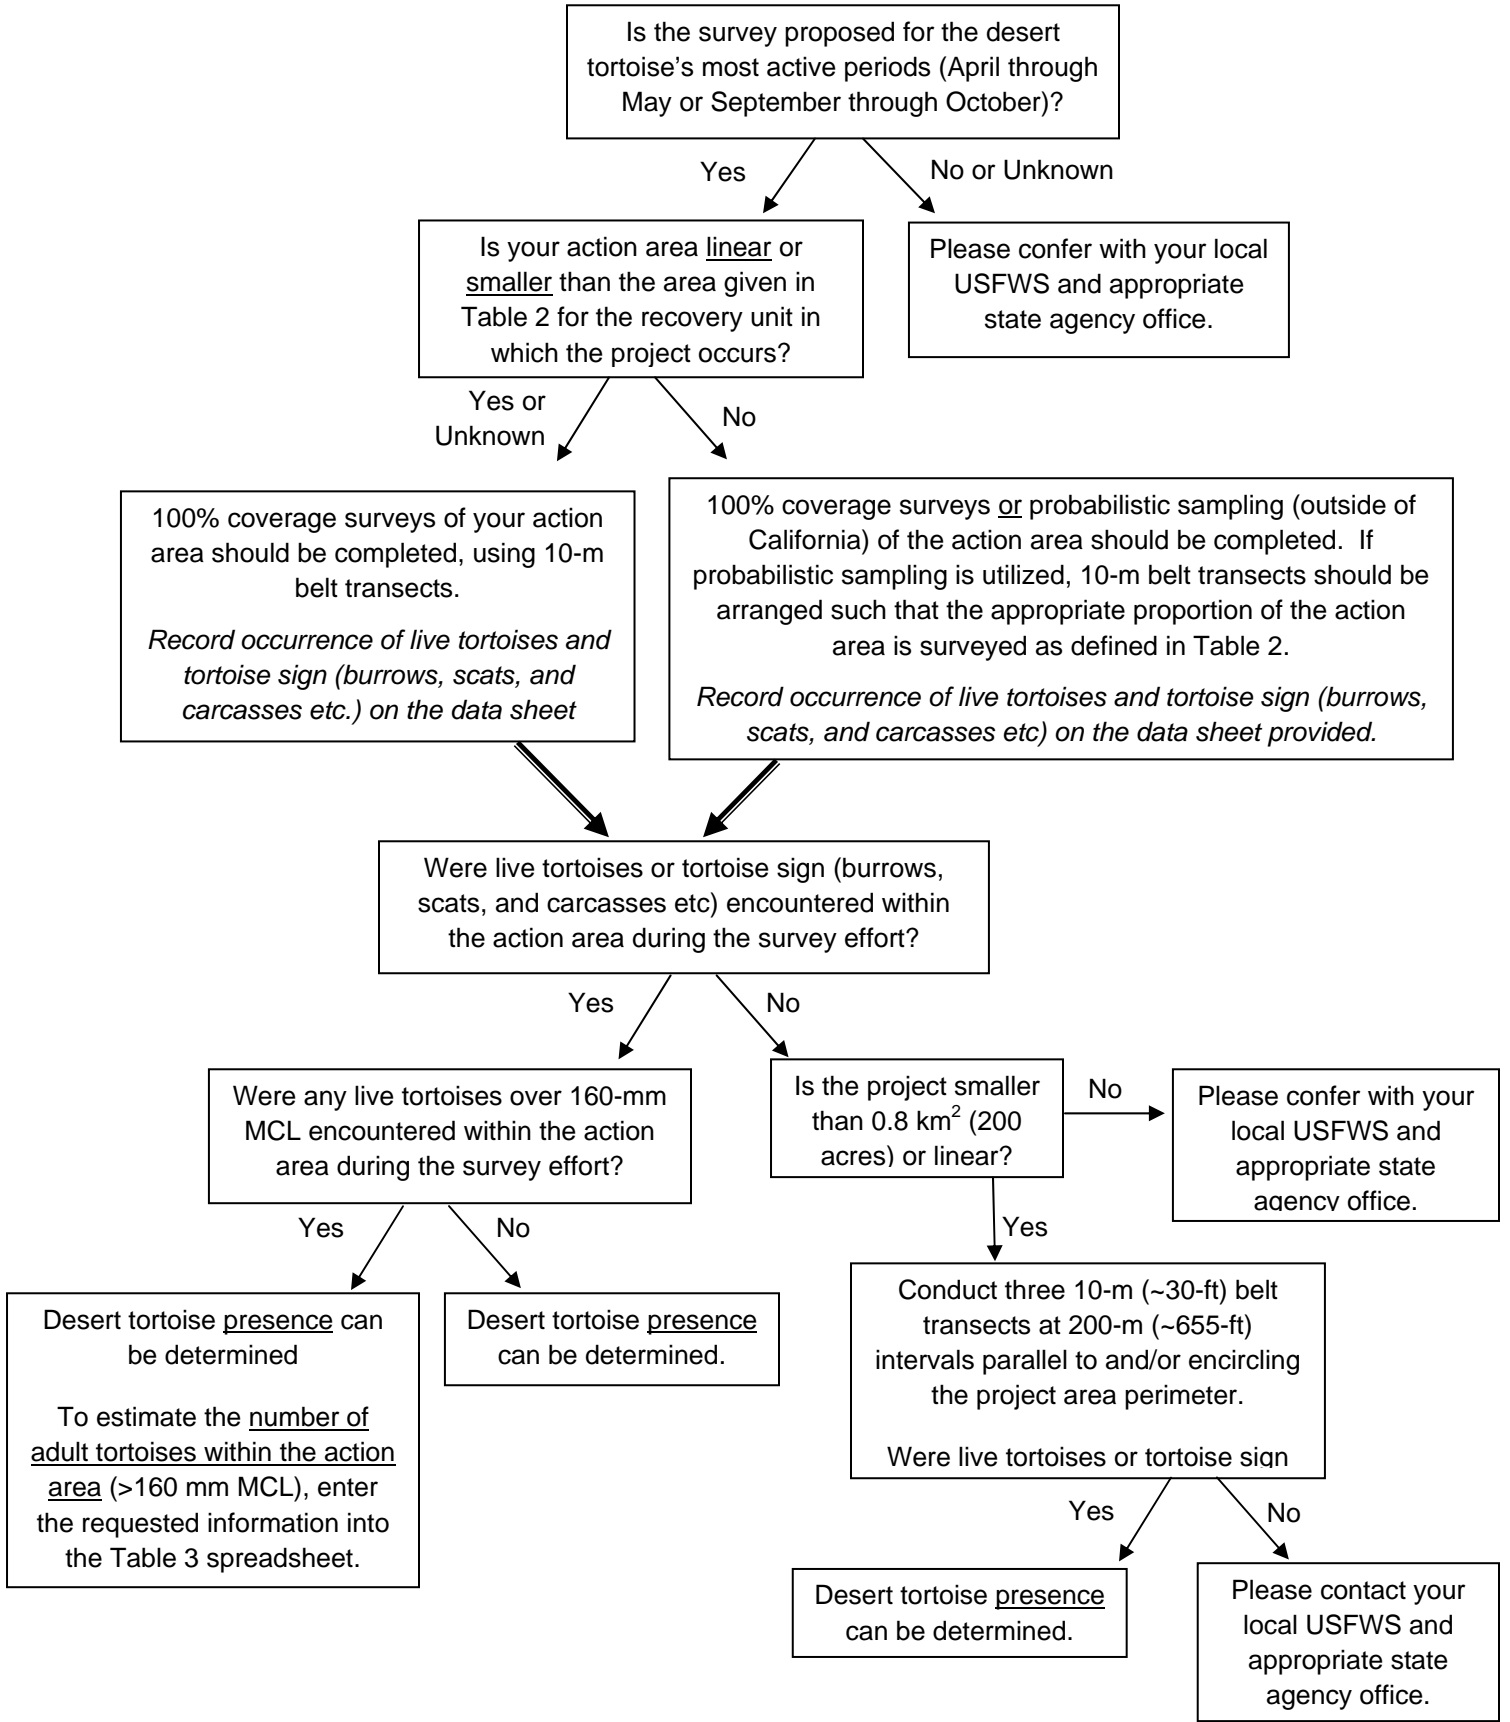 Is the survey proposed for the desert
tortoise's most active periods (April through
May or September through October)?
Yes
No or Unknown
Is your action area linear or
smaller than the area given in
Table 2 for the recovery unit in
which the project occurs?
Please confer with your local
USFWS and appropriate
state agency office.
Yes or
Unknown
No
100% coverage surveys of your action
area should be completed, using 10-m
belt transects.
Record occurrence of live tortoises and
tortoise sign (burrows, scats, and
carcasses etc.) on the data sheet
100% coverage surveys or probabilistic sampling (outside of
California) of the action area should be completed.  If
probabilistic sampling is utilized, 10-m belt transects should be
arranged such that the appropriate proportion of the action
area is surveyed as defined in Table 2.
Record occurrence of live tortoises and tortoise sign (burrows,
scats, and carcasses etc) on the data sheet provided.
Were live tortoises or tortoise sign (burrows,
scats, and carcasses etc) encountered within
the action area during the survey effort?
Yes
No
Were any live tortoises over 160-mm
MCL encountered within the action
area during the survey effort?
Is the project smaller
than 0.8 km² (200
acres) or linear?
No
Please confer with your
local USFWS and
appropriate state
agency office.
Yes
No
Yes
Desert tortoise presence can
be determined
To estimate the number of
adult tortoises within the action
area (>160 mm MCL), enter
the requested information into
the Table 3 spreadsheet.
Desert tortoise presence
can be determined.
Conduct three 10-m (~30-ft) belt
transects at 200-m (~655-ft)
intervals parallel to and/or encircling
the project area perimeter.
Were live tortoises or tortoise sign
Yes
No
Desert tortoise presence
can be determined.
Please contact your
local USFWS and
appropriate state
agency office.